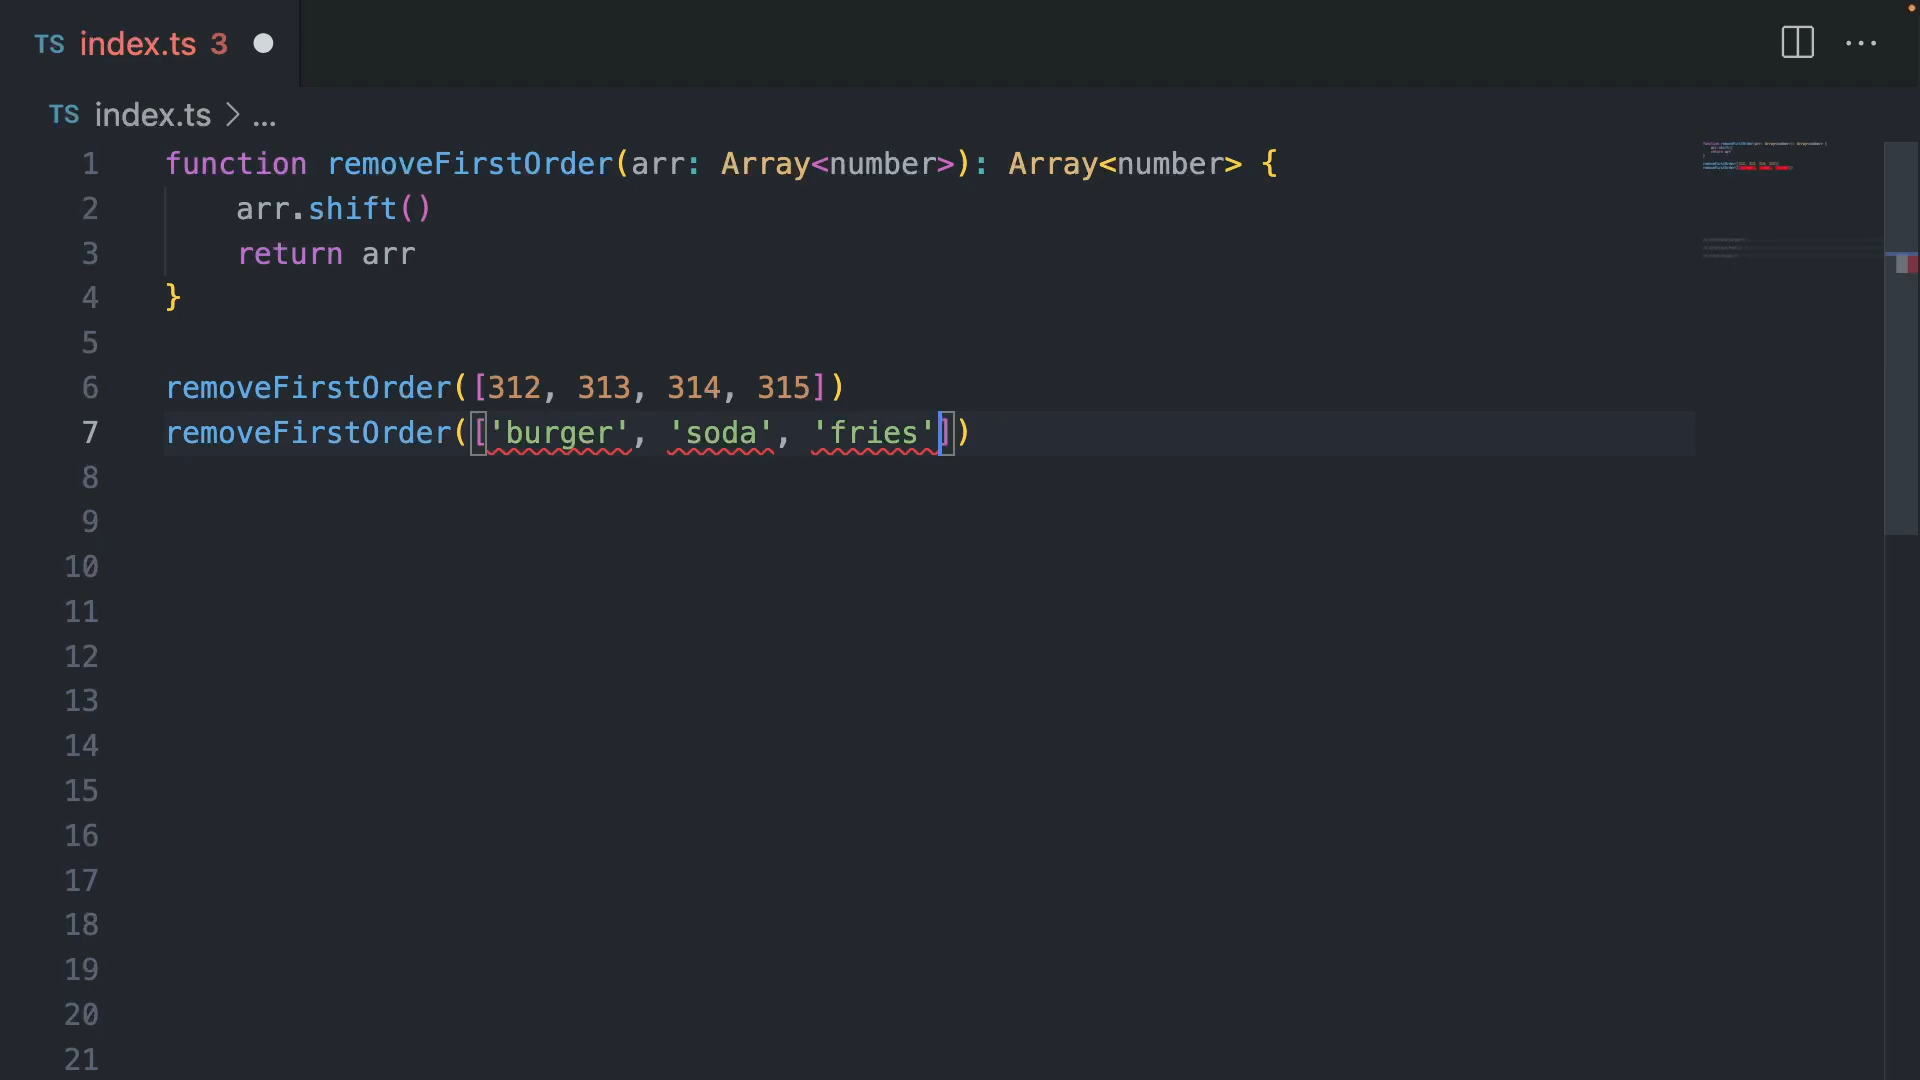 TS index.ts 3
TS index.ts > ...
1 function removeFirstOrder(arr: Array<number>): Array<number> {
2     arr.shift()
3     return arr
4 }
5
6 removeFirstOrder([312, 313, 314, 315])
7 removeFirstOrder(['burger', 'soda', 'fries'])
8
9
10
11
12
13
14
15
16
17
18
19
20
21